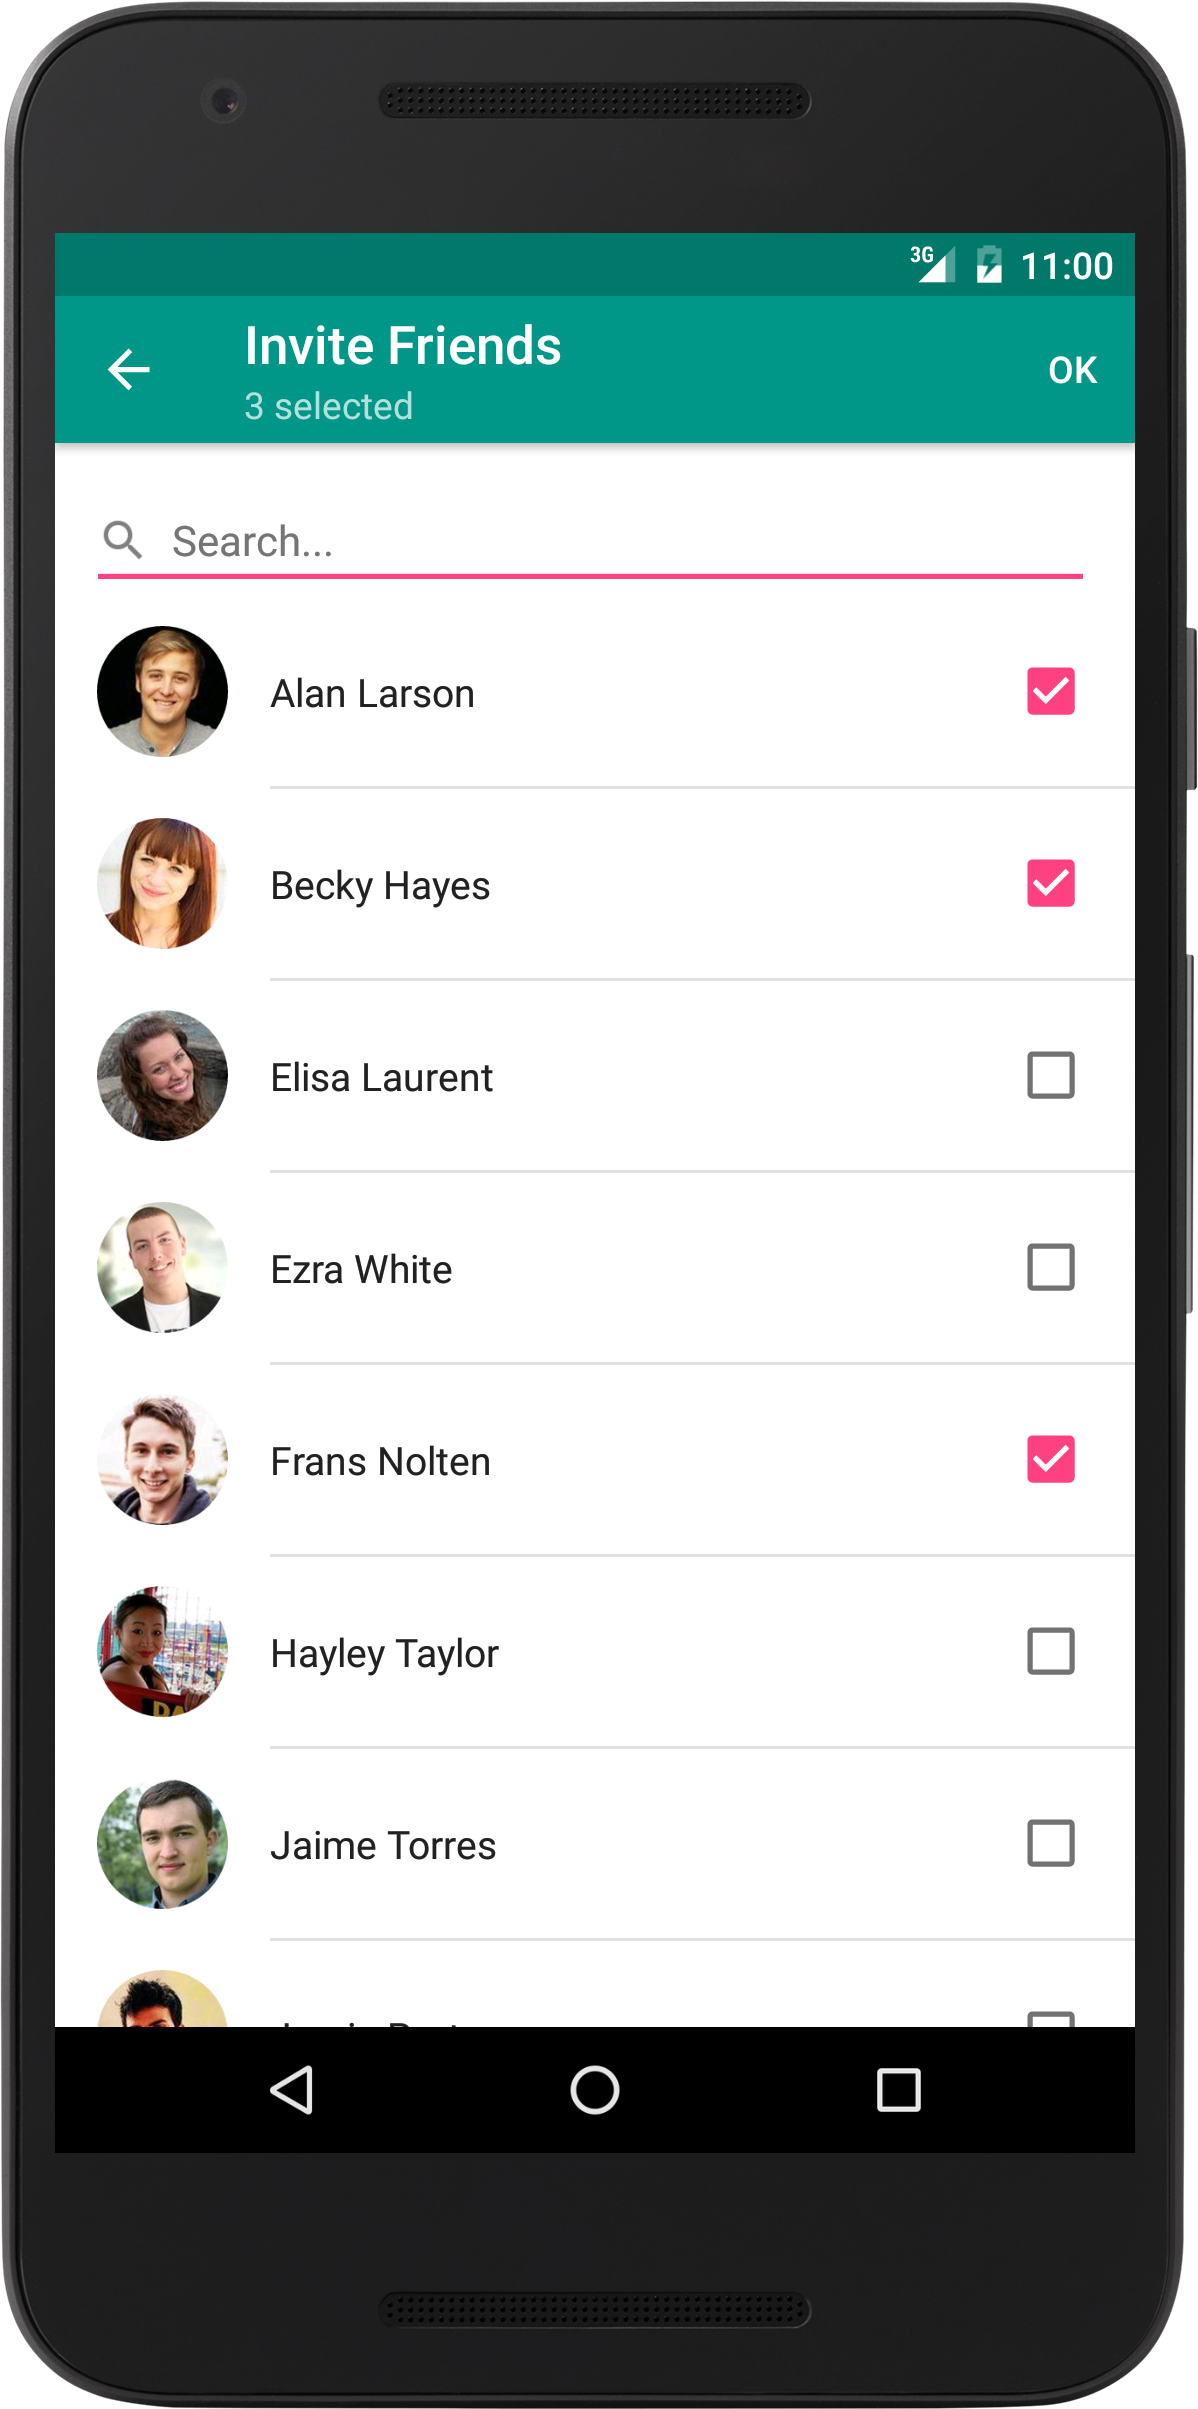 3G 11:00
Invite Friends
3 selected
OK
Search...
Alan Larson
Becky Hayes
Elisa Laurent
Ezra White
Frans Nolten
Hayley Taylor
Jaime Torres